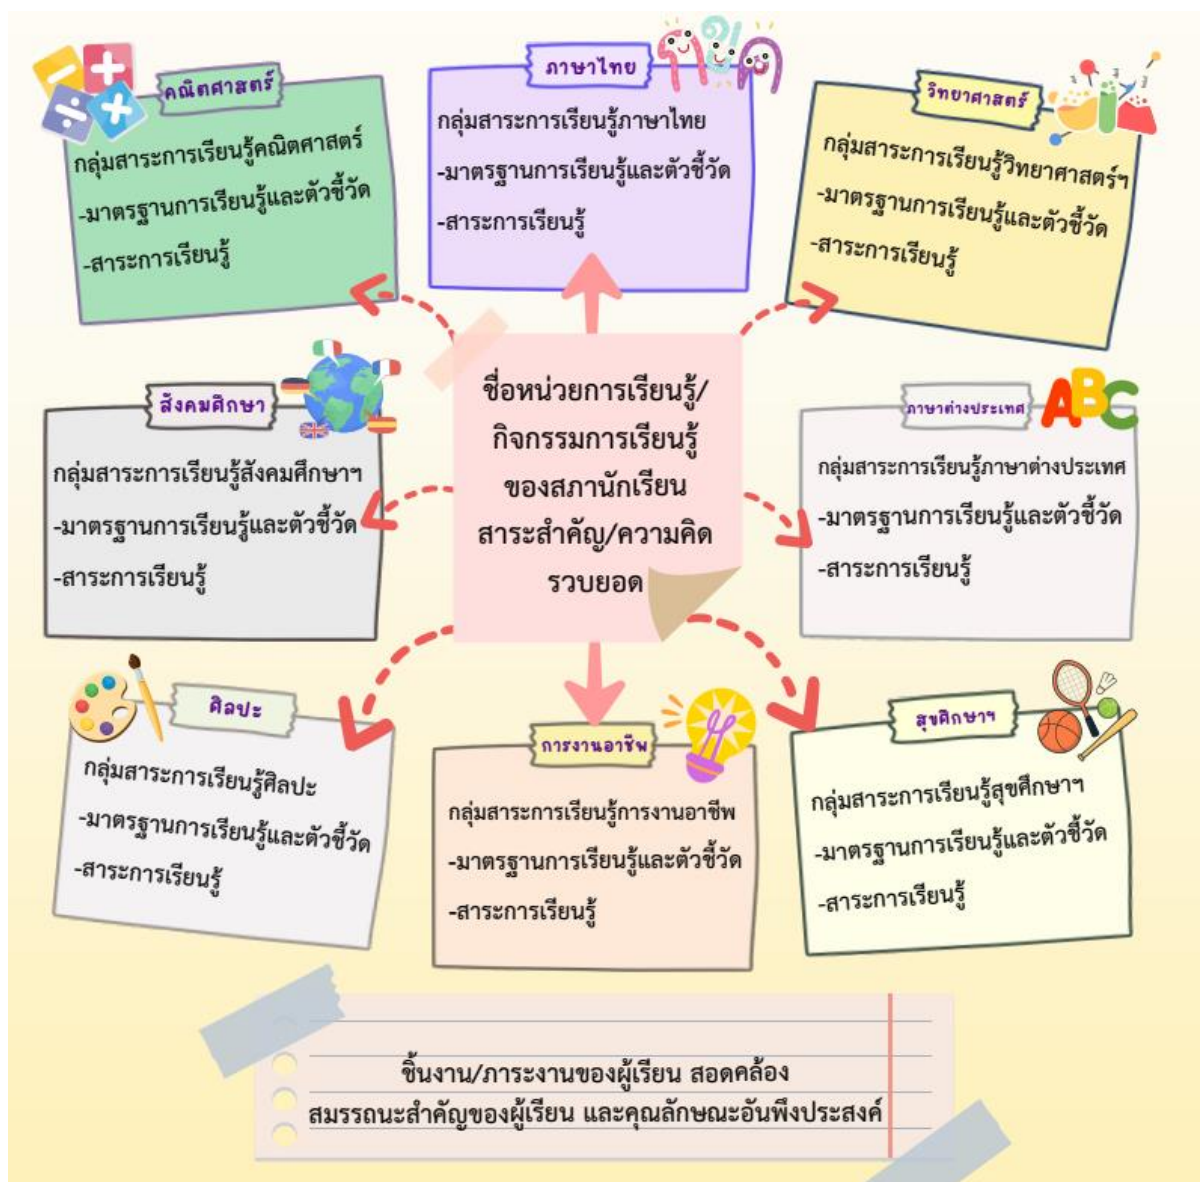 คณิตศาสตร์
กลุ่มสาระการเรียนรู้คณิตศาสตร์
-มาตรฐานการเรียนรู้และตัวชี้วัด
-สาระการเรียนรู้
ภาษาไทย
กขค
กลุ่มสาระการเรียนรู้ภาษาไทย
-มาตรฐานการเรียนรู้และตัวชี้วัด
-สาระการเรียนรู้
วิทยาศาสตร์
กลุ่มสาระการเรียนรู้วิทยาศาสตร์ฯ
-มาตรฐานการเรียนรู้และตัวชี้วัด
-สาระการเรียนรู้
สังคมศึกษา
กลุ่มสาระการเรียนรู้สังคมศึกษาฯ
-มาตรฐานการเรียนรู้และตัวชี้วัด
-สาระการเรียนรู้
ชื่อหน่วยการเรียนรู้/
กิจกรรมการเรียนรู้
ของสภานักเรียน
สาระสำคัญ/ความคิด
รวบยอด
ภาษาต่างประเทศ
ABC
กลุ่มสาระการเรียนรู้ภาษาต่างประเทศ
-มาตรฐานการเรียนรู้และตัวชี้วัด
-สาระการเรียนรู้
ศิลปะ
กลุ่มสาระการเรียนรู้ศิลปะ
-มาตรฐานการเรียนรู้และตัวชี้วัด
-สาระการเรียนรู้
การงานอาชีพ
กลุ่มสาระการเรียนรู้การงานอาชีพ
-มาตรฐานการเรียนรู้และตัวชี้วัด
-สาระการเรียนรู้
สุขศึกษาฯ
กลุ่มสาระการเรียนรู้สุขศึกษาฯ
-มาตรฐานการเรียนรู้และตัวชี้วัด
-สาระการเรียนรู้
ชิ้นงาน/ภาระงานของผู้เรียน สอดคล้อง
สมรรถนะสำคัญของผู้เรียน และคุณลักษณะอันพึงประสงค์